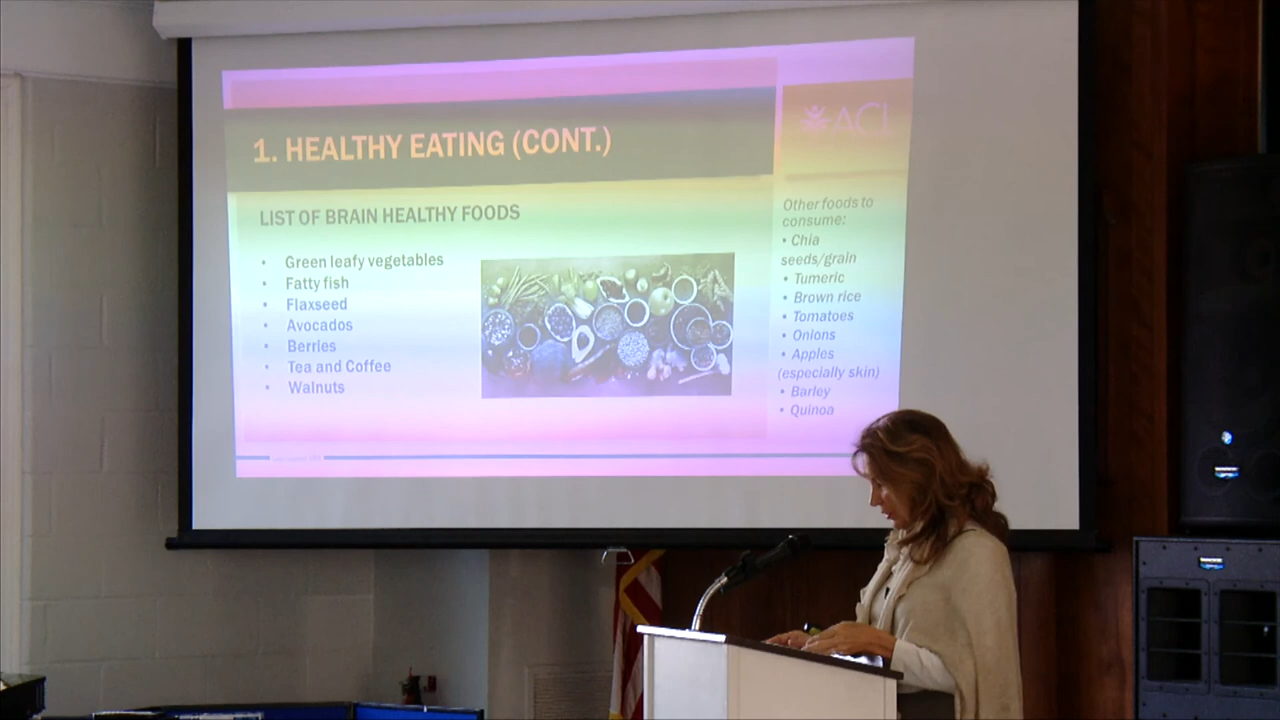 1. HEALTHY EATING (CONT.)
ACL
LIST OF BRAIN HEALTHY FOODS
• Green leafy vegetables
• Fatty fish
• Flaxseed
• Avocados
• Berries
• Tea and Coffee
• Walnuts
Other foods to
consume:
• Chia
seeds/grain
• Tumeric
• Brown rice
• Tomatoes
• Onions
• Apples
(especially skin)
• Barley
• Quinoa